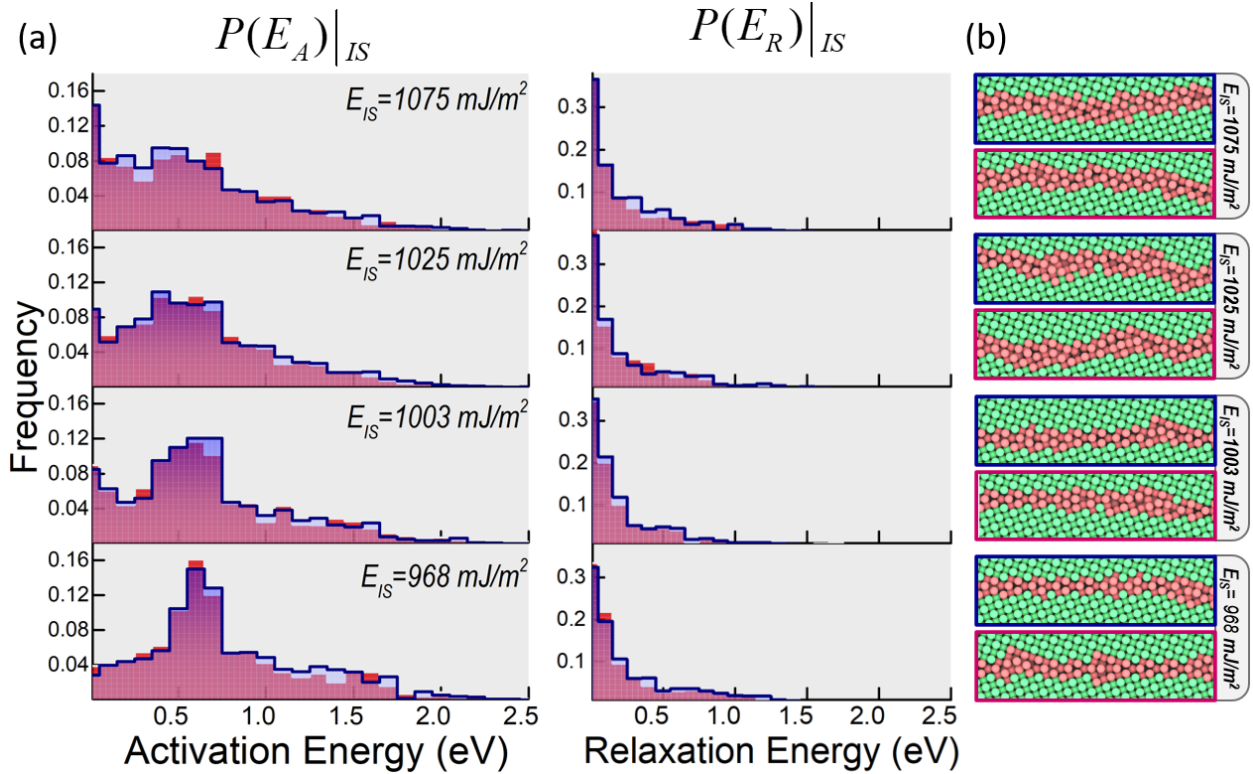 (a)
P(E_A)|_IS
P(E_R)|_IS
(b)
Frequency
0.16
0.12
0.08
0.04
E_IS=1075 mJ/m²
0.3
0.2
0.1
E_IS=1075 mJ/m²
0.16
0.12
0.08
0.04
E_IS=1025 mJ/m²
0.3
0.2
0.1
E_IS=1025 mJ/m²
0.16
0.12
0.08
0.04
E_IS=1003 mJ/m²
0.3
0.2
0.1
E_IS=1003 mJ/m²
0.16
0.12
0.08
0.04
E_IS=968 mJ/m²
0.3
0.2
0.1
E_IS= 968 mJ/m²
0.5 1.0 1.5 2.0 2.5
0.5 1.0 1.5 2.0 2.5
Activation Energy (eV)
Relaxation Energy (eV)